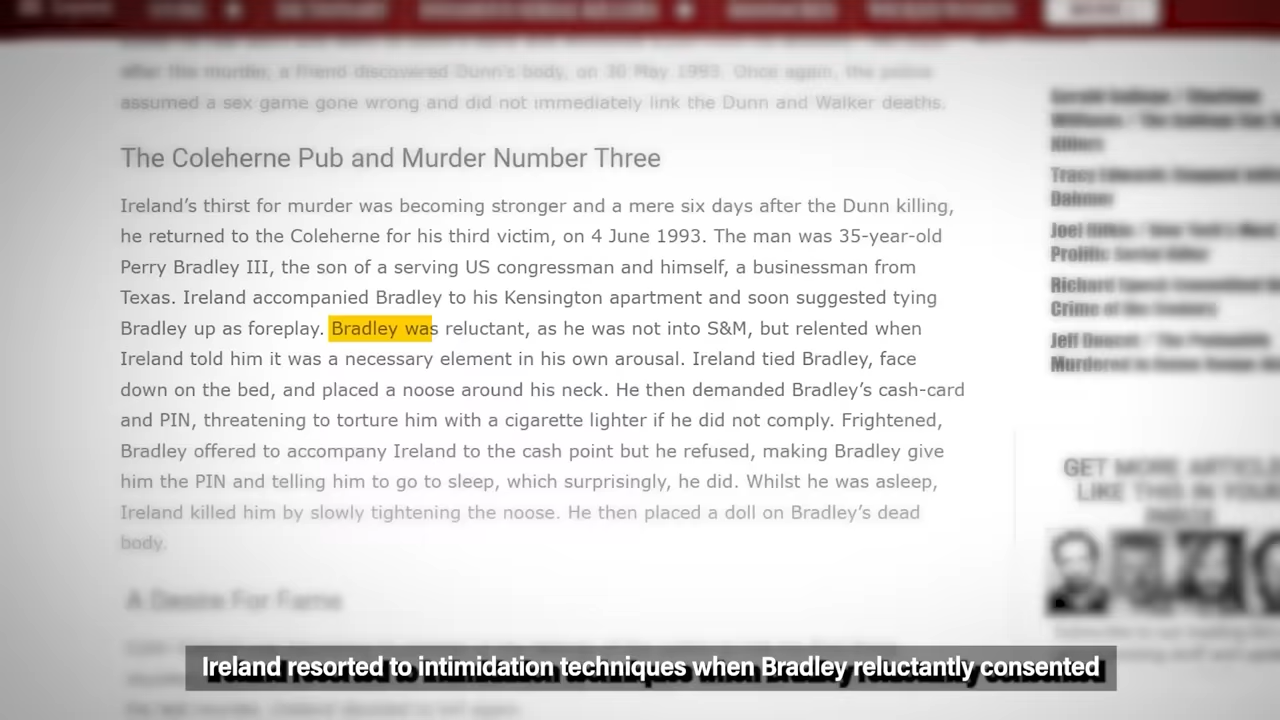 after the murder, a friend discovered Dunn's body, on 30 May 1993. Once again, the police
assumed a sex game gone wrong and did not immediately link the Dunn and Walker deaths.
The Coleherne Pub and Murder Number Three
Ireland’s thirst for murder was becoming stronger and a mere six days after the Dunn killing,
he returned to the Coleherne for his third victim, on 4 June 1993. The man was 35-year-old
Perry Bradley III, the son of a serving US congressman and himself, a businessman from
Texas. Ireland accompanied Bradley to his Kensington apartment and soon suggested tying
Bradley up as foreplay. Bradley was reluctant, as he was not into S&M, but relented when
Ireland told him it was a necessary element in his own arousal. Ireland tied Bradley, face
down on the bed, and placed a noose around his neck. He then demanded Bradley’s cash-card
and PIN, threatening to torture him with a cigarette lighter if he did not comply. Frightened,
Bradley offered to accompany Ireland to the cash point but he refused, making Bradley give
him the PIN and telling him to go to sleep, which surprisingly, he did. Whilst he was asleep,
Ireland killed him by slowly tightening the noose. He then placed a doll on Bradley’s dead
body.
A Desire For Fame
Killers
Tracy
Dahmer
Prolific Serial Killer
GET MORE ARTICLES
LIKE THIS IN YOUR
INBOX
Ireland resorted to intimidation techniques when Bradley reluctantly consented